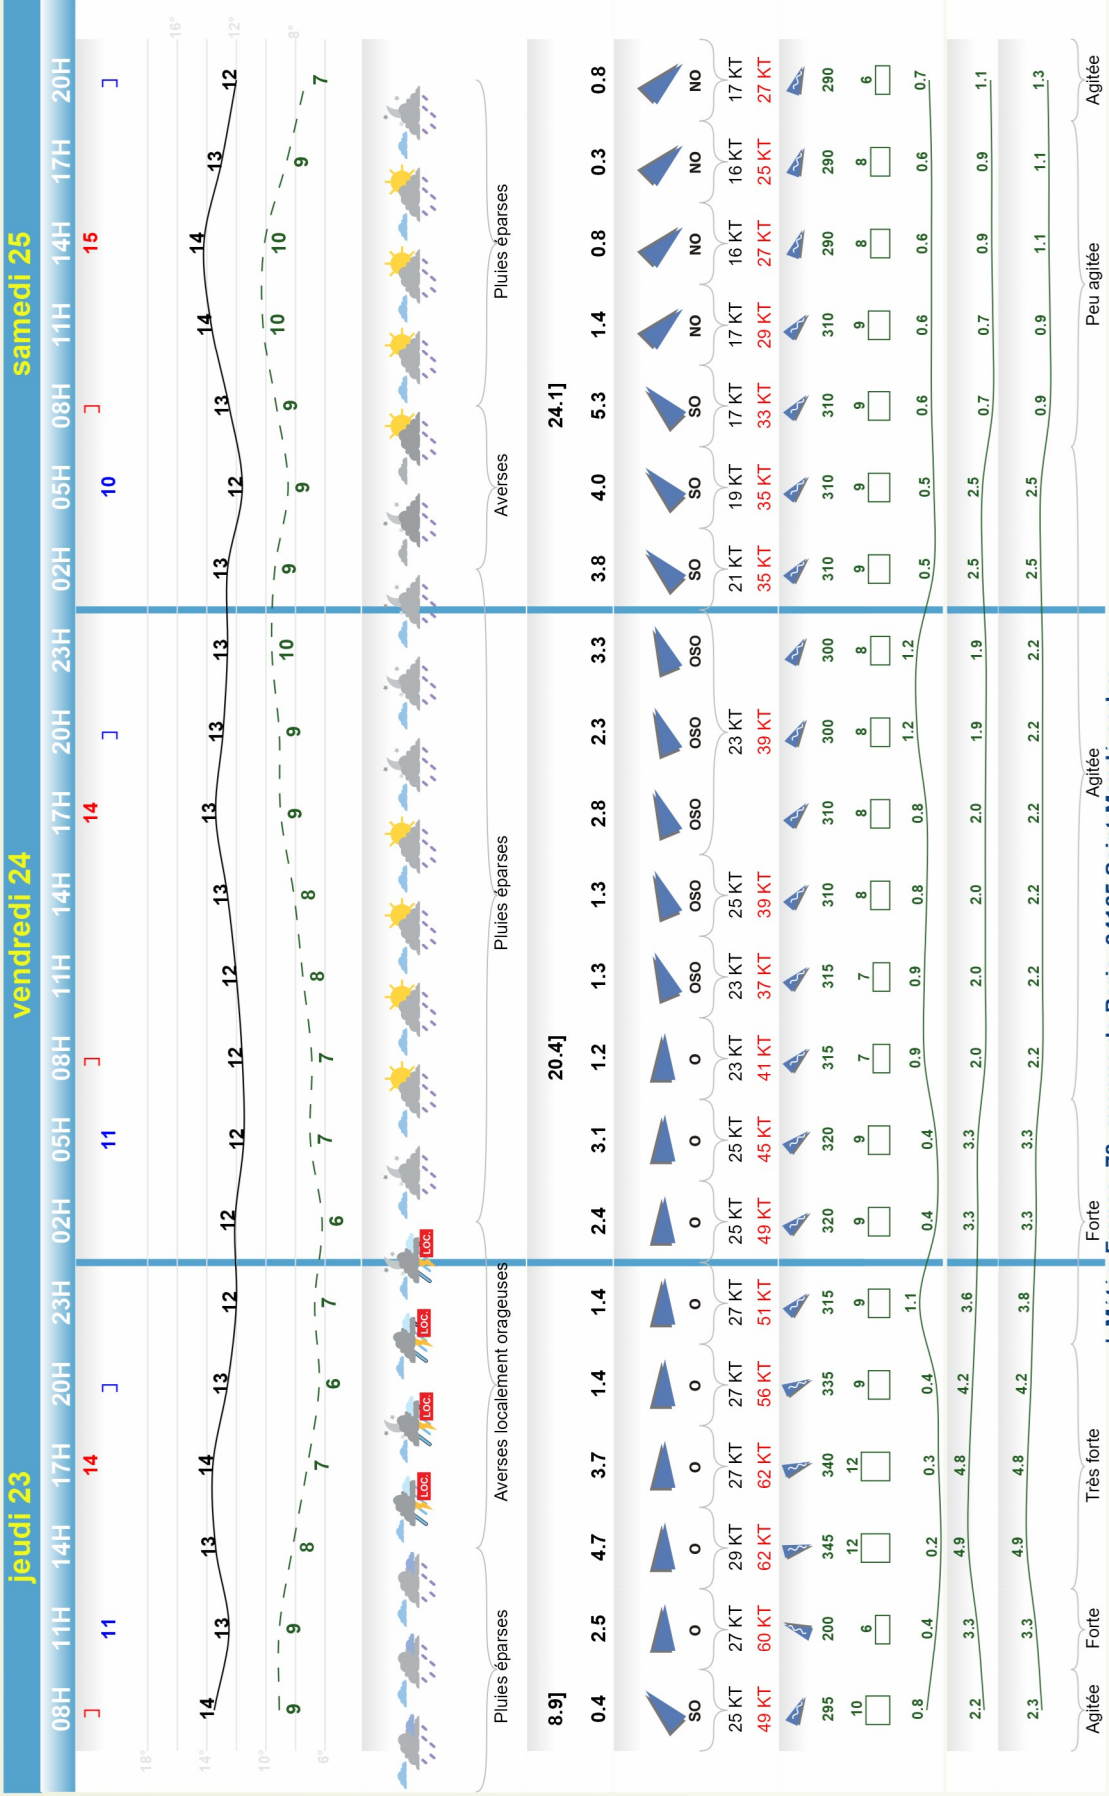 jeudi 23 vendredi 24 samedi 25
08H 11H 14H 17H 20H 23H 02H 05H 08H 11H 14H 17H 20H 23H 02H 05H 08H 11H 14H 17H 20H
] 14 ] 14 ] 15
11 ] 11 ] 10 ]
18°
16°
14°
12°
10°
8°
6°
14 13 13 14 13 12 12 12 12 12 13 13 13 13 13 12 13 14 14 13 12
9 9 8 7 6 7 6 7 7 8 8 9 9 10 9 9 9 10 10 9 7
LOC. LOC. LOC. LOC.
Pluies éparses Averses localement orageuses Pluies éparses Averses Pluies éparses
8.9] 20.4] 24.1]
0.4 2.5 4.7 3.7 1.4 1.4 2.4 3.1 1.2 1.3 1.3 2.8 2.3 3.3 3.8 4.0 5.3 1.4 0.8 0.3 0.8
SO O O O O O O O O OSO OSO OSO OSO OSO SO SO SO NO NO NO NO
25 KT 27 KT 29 KT 27 KT 27 KT 27 KT 25 KT 25 KT 23 KT 23 KT 25 KT 23 KT 21 KT 19 KT 17 KT 17 KT 16 KT 16 KT 17 KT
49 KT 60 KT 62 KT 62 KT 56 KT 51 KT 49 KT 45 KT 41 KT 37 KT 39 KT 39 KT 35 KT 35 KT 33 KT 29 KT 27 KT 25 KT 27 KT
295 200 345 340 335 315 320 320 315 315 310 310 300 300 310 310 310 310 290 290 290
10 6 12 12 9 9 9 9 7 7 8 8 8 8 9 9 9 9 8 8 6
0.8 0.4 0.2 0.3 0.4 1.1 0.4 0.4 0.9 0.9 0.8 0.8 1.2 1.2 0.5 0.5 0.6 0.6 0.6 0.6 0.7
2.2 3.3 4.9 4.8 4.2 3.6 3.3 3.3 2.0 2.0 2.0 2.0 1.9 1.9 2.5 2.5 0.7 0.7 0.9 0.9 1.1
2.3 3.3 4.9 4.8 4.2 3.8 3.3 3.3 2.2 2.2 2.2 2.2 2.2 2.2 2.5 2.5 0.9 0.9 1.1 1.1 1.3
Agitée Forte Très forte Forte Agitée Peu agitée Agitée